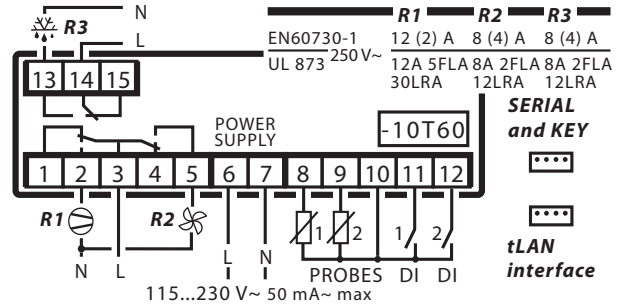 N
R3
L
R1 R2 R3
EN60730-1 250 V~ 12 (2) A 8 (4) A 8 (4) A
UL 873 12A 5FLA 8A 2FLA 8A 2FLA
30LRA 12LRA 12LRA
13 14 15
SERIAL
and KEY
POWER
SUPPLY
-10T60
1 2 3 4 5 6 7 8 9 10 11 12
R1 R2
1 2 1 2
L N
N L
PROBES DI DI
tLAN
interface
115...230 V~ 50 mA~ max